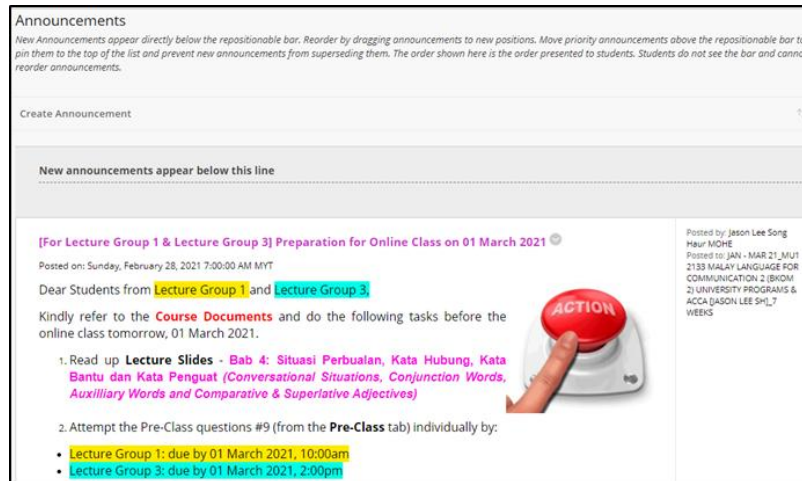 Announcements
New Announcements appear directly below the repositionable bar. Reorder by dragging announcements to new positions. Move priority announcements above the repositionable bar to
pin them to the top of the list and prevent new announcements from superseding them. The order shown here is the order presented to students. Students do not see the bar and canno
reorder announcements.
Create Announcement
New announcements appear below this line
[For Lecture Group 1 & Lecture Group 3] Preparation for Online Class on 01 March 2021
Posted on: Sunday, February 28, 2021 7:00:00 AM MYT
Dear Students from Lecture Group 1 and Lecture Group 3,
Kindly refer to the Course Documents and do the following tasks before the
online class tomorrow, 01 March 2021.
1. Read up Lecture Slides - Bab 4: Situasi Perbualan, Kata Hubung, Kata
Bantu dan Kata Penguat (Conversational Situations, Conjunction Words,
Auxilliary Words and Comparative & Superlative Adjectives)
2. Attempt the Pre-Class questions #9 (from the Pre-Class tab) individually by:
• Lecture Group 1: due by 01 March 2021, 10:00am
• Lecture Group 3: due by 01 March 2021, 2:00pm
ACTION
Posted by: Jason Lee Song
Haur MOHE
Posted to: JAN - MAR 21_MU1
2133 MALAY LANGUAGE FOR
COMMUNICATION 2 (BKOM
2) UNIVERSITY PROGRAMS &
ACCA [JASON LEE SH]_7
WEEKS